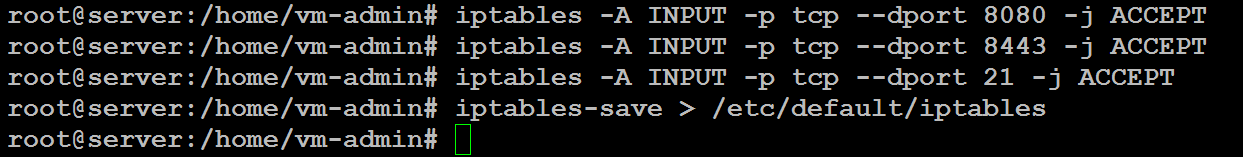 root@server:/home/vm-admin# iptables -A INPUT -p tcp --dport 8080 -j ACCEPT
root@server:/home/vm-admin# iptables -A INPUT -p tcp --dport 8443 -j ACCEPT
root@server:/home/vm-admin# iptables -A INPUT -p tcp --dport 21 -j ACCEPT
root@server:/home/vm-admin# iptables-save > /etc/default/iptables
root@server:/home/vm-admin#